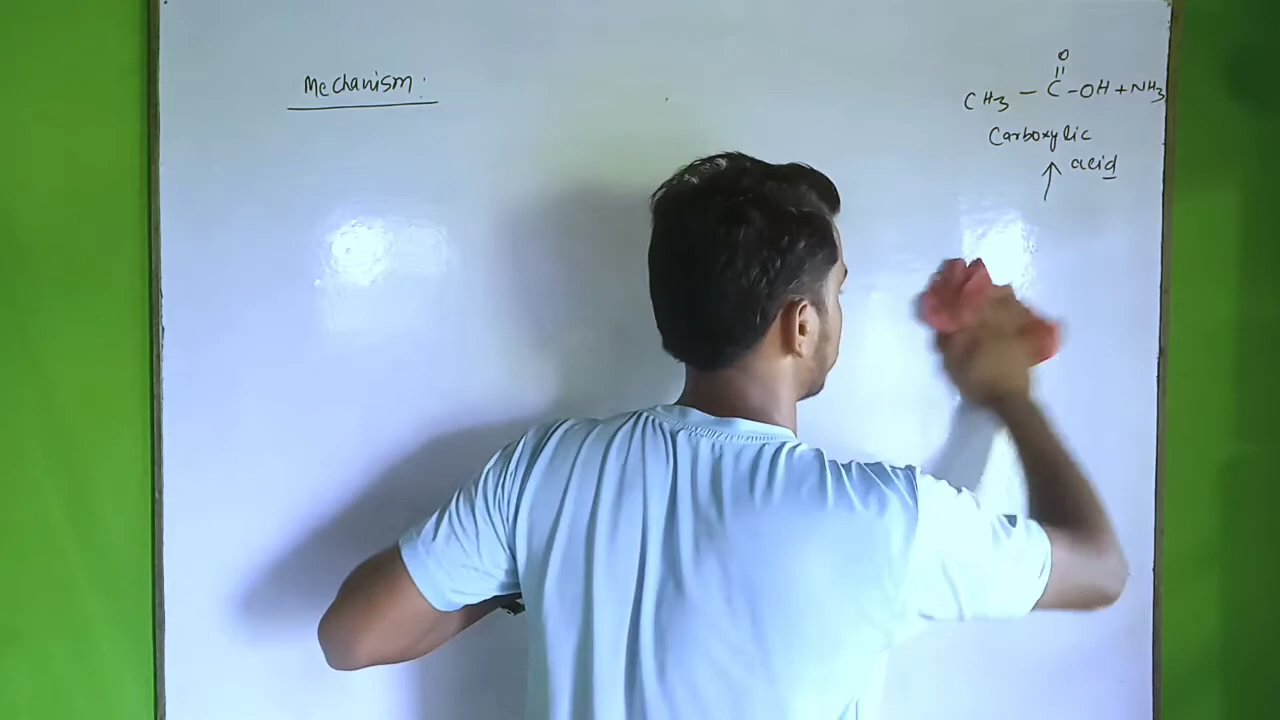 Mechanism:
O
||
CH3 - C - OH + NH3
Carboxylic
acid
↑